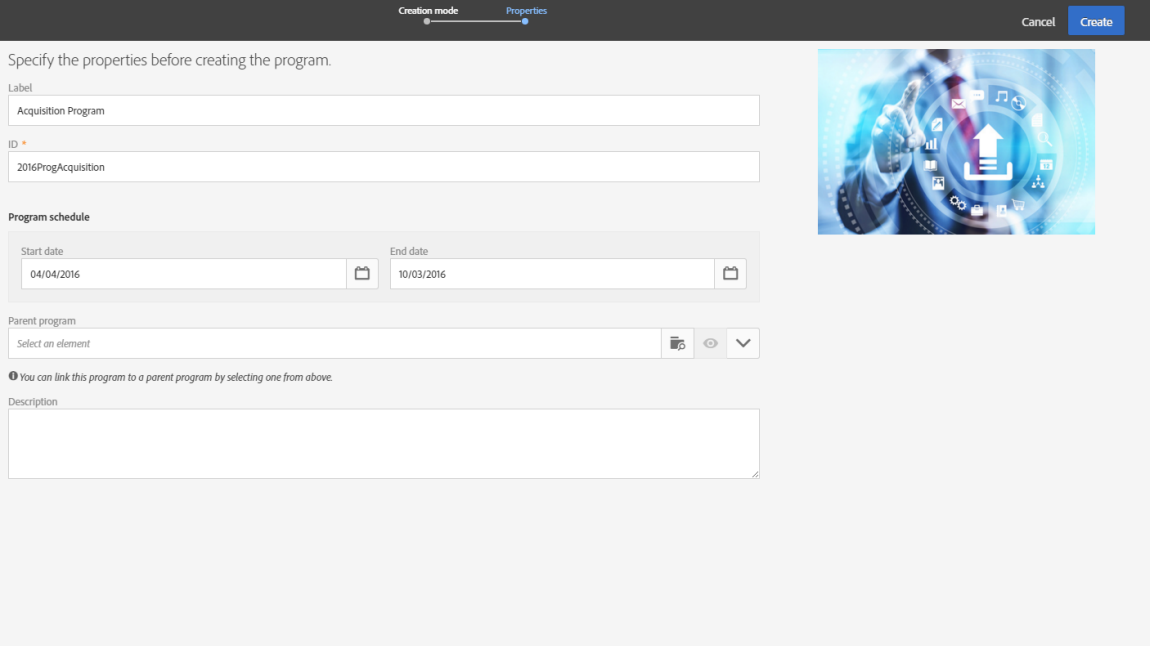 Creation mode
Properties
Cancel
Create
Specify the properties before creating the program.
Label
Acquisition Program
ID *
2016ProgAcquisition
Program schedule
Start date
End date
04/04/2016
10/03/2016
Parent program
Select an element
You can link this program to a parent program by selecting one from above.
Description